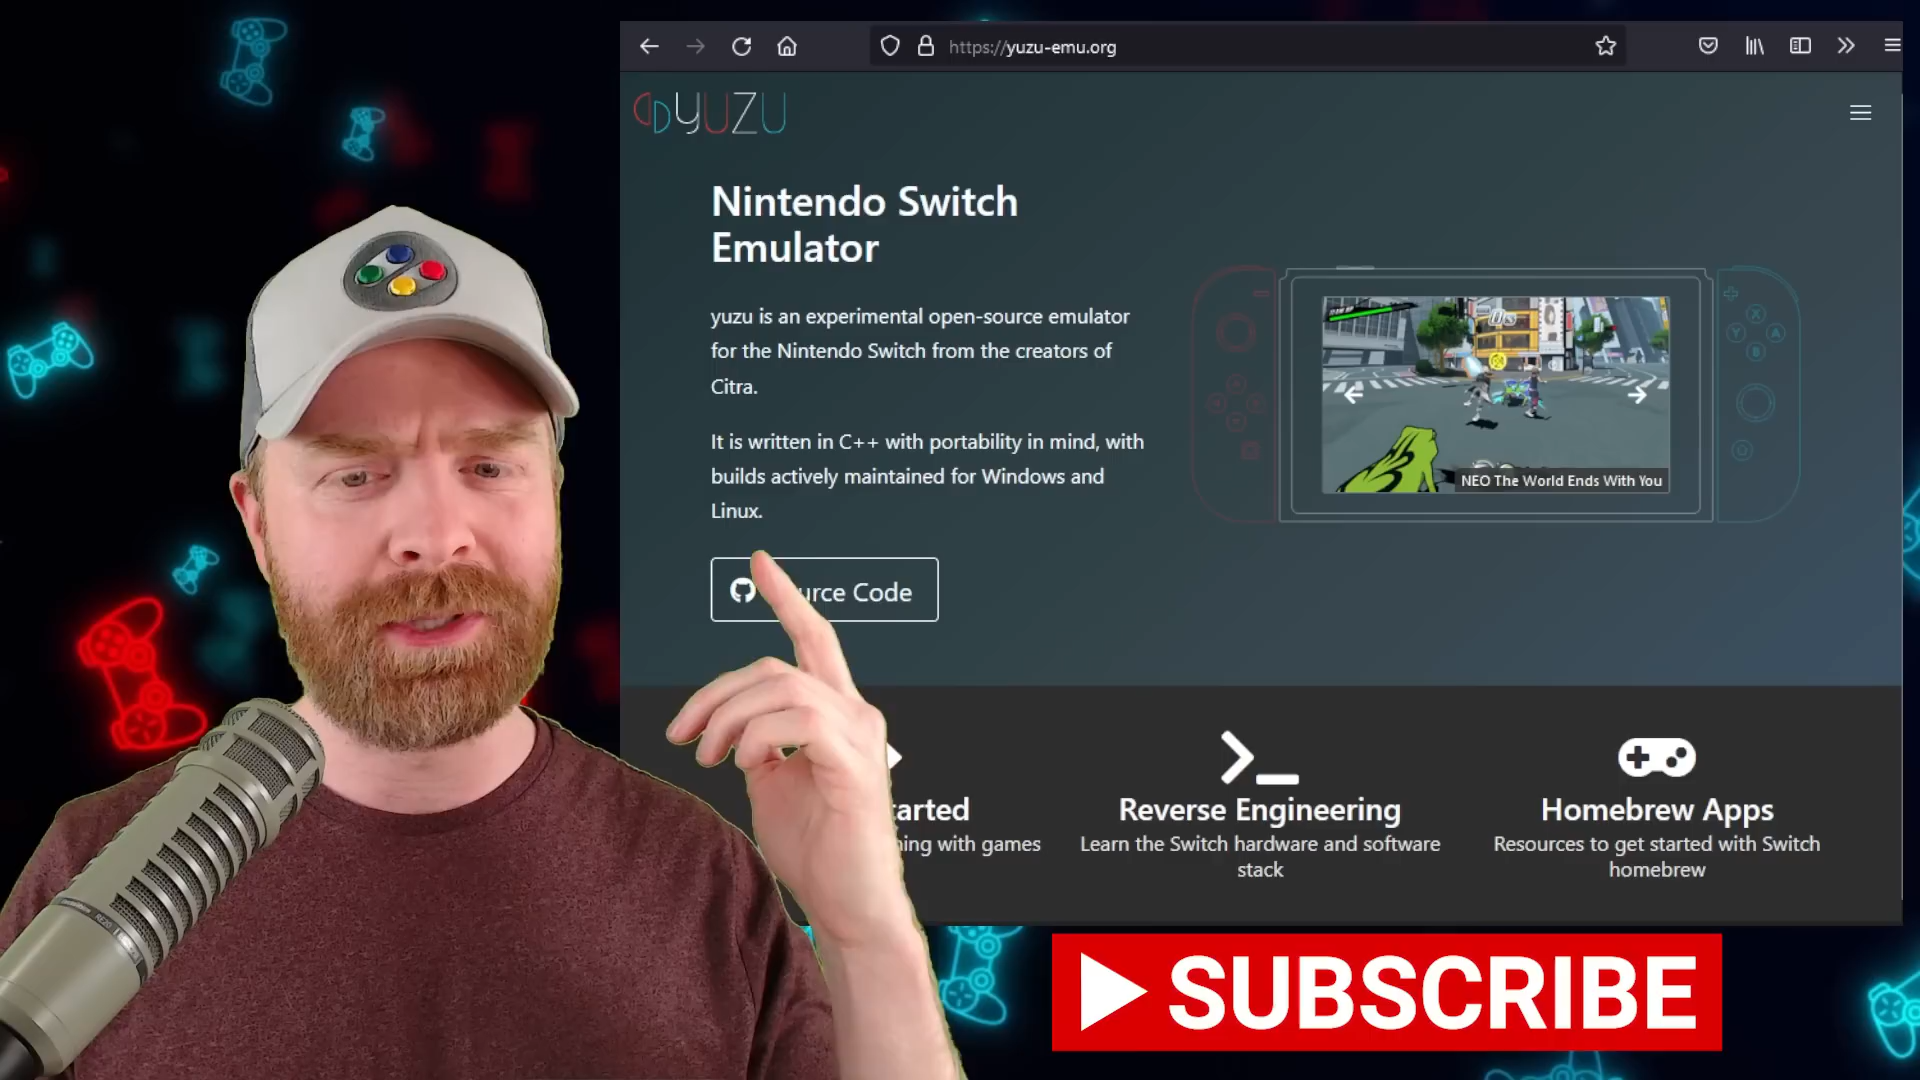 https://yuzu-emu.org
YUZU
Nintendo Switch
Emulator
yuzu is an experimental open-source emulator
for the Nintendo Switch from the creators of
Citra.
It is written in C++ with portability in mind, with
builds actively maintained for Windows and
Linux.
NEO The World Ends With You
Code
Reverse Engineering
Learn the Switch hardware and software
stack
Homebrew Apps
Resources to get started with Switch
homebrew
with games
SUBSCRIBE
X
Y
A
B